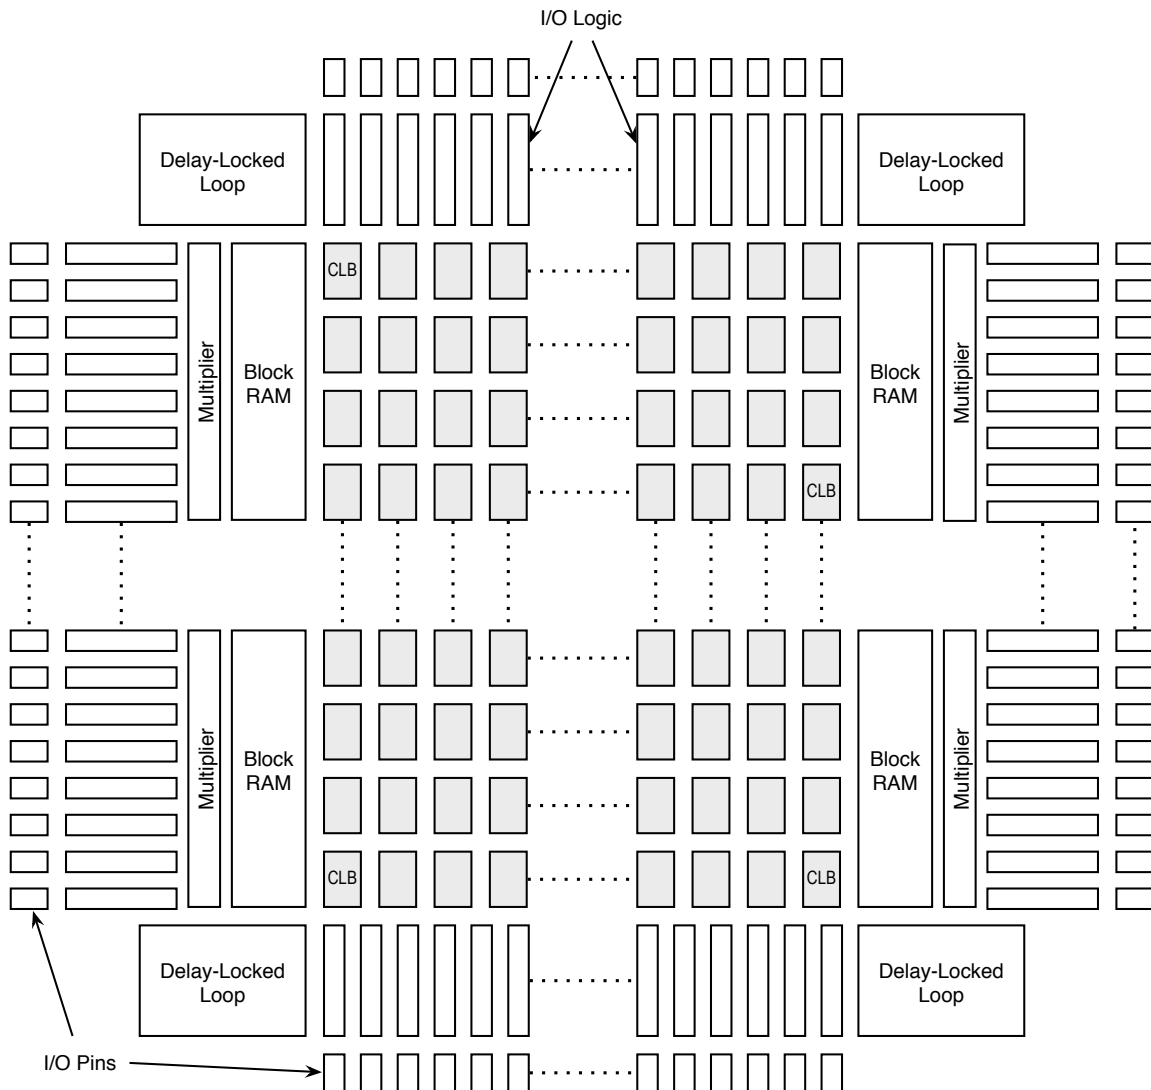 I/O Logic
Delay-Locked
Loop
Delay-Locked
Loop
CLB
Multiplier
Block
RAM
Block
RAM
Multiplier
CLB
Multiplier
Block
RAM
Block
RAM
Multiplier
CLB
CLB
Delay-Locked
Loop
Delay-Locked
Loop
I/O Pins